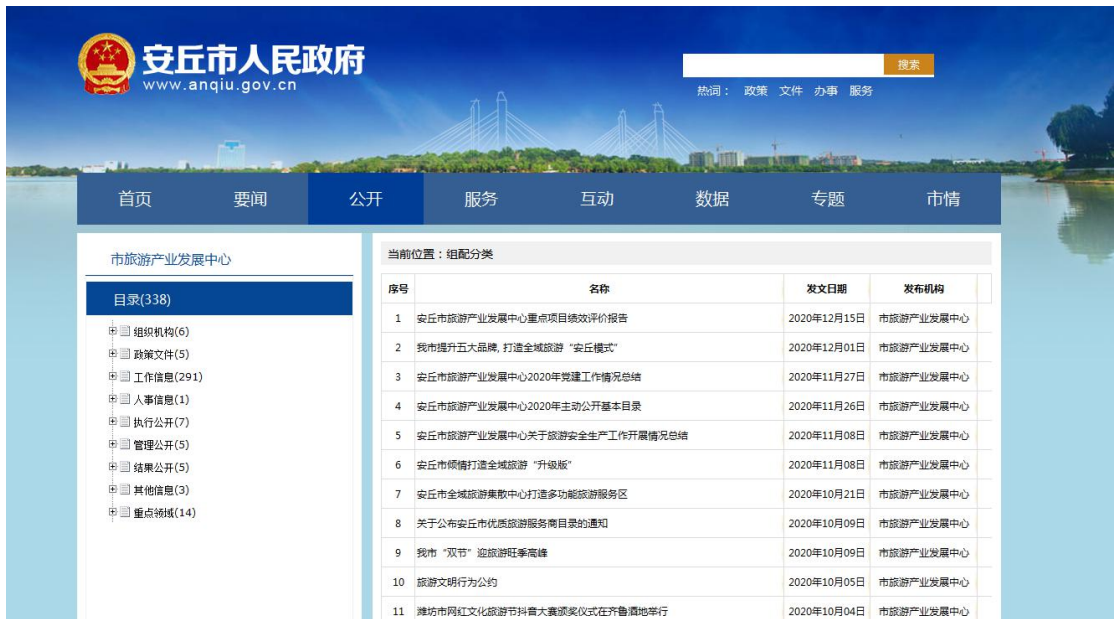 安丘市人民政府
www.anqiu.gov.cn
搜索
热词： 政策 文件 办事 服务
首页 要闻 公开 服务 互动 数据 专题 市情
市旅游产业发展中心
目录(338)
组织机构(6)
政策文件(5)
工作信息(291)
人事信息(1)
执行公开(7)
管理公开(5)
结果公开(5)
其他信息(3)
重点领域(14)
当前位置：组配分类
序号 名称 发文日期 发布机构
1 安丘市旅游产业发展中心重点项目绩效评价报告 2020年12月15日 市旅游产业发展中心
2 我市提升五大品牌, 打造全域旅游“安丘模式” 2020年12月01日 市旅游产业发展中心
3 安丘市旅游产业发展中心2020年党建工作情况总结 2020年11月27日 市旅游产业发展中心
4 安丘市旅游产业发展中心2020年主动公开基本目录 2020年11月26日 市旅游产业发展中心
5 安丘市旅游产业发展中心关于旅游安全生产工作开展情况总结 2020年11月08日 市旅游产业发展中心
6 安丘市倾情打造全域旅游“升级版” 2020年11月08日 市旅游产业发展中心
7 安丘市全域旅游集散中心打造多功能旅游服务区 2020年10月21日 市旅游产业发展中心
8 关于公布安丘市优质旅游服务商目录的通知 2020年10月09日 市旅游产业发展中心
9 我市“双节”迎旅游旺季高峰 2020年10月09日 市旅游产业发展中心
10 旅游文明行为公约 2020年10月05日 市旅游产业发展中心
11 潍坊市网红文化旅游节抖音大赛颁奖仪式在齐鲁酒地举行 2020年10月04日 市旅游产业发展中心